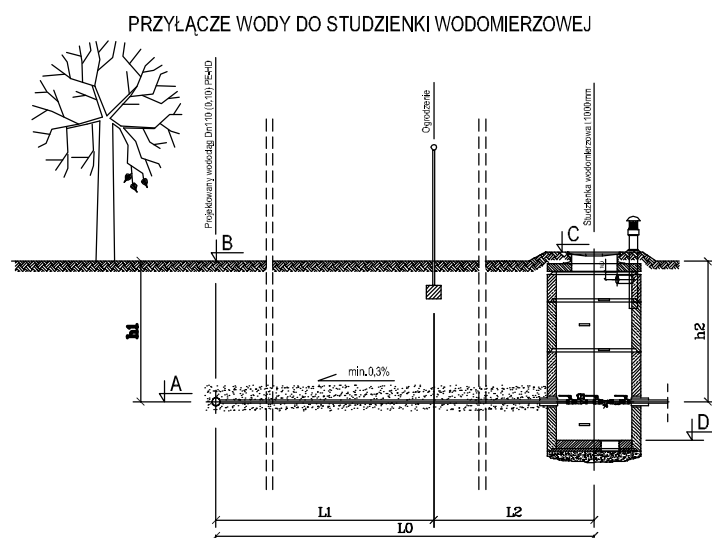 PRZYŁĄCZE WODY DO STUDZIENKI WODOMIERZOWEJ
Projektowany wodociąg Dn110 (0,10) PE-HD
Ogrodzenie
Studzienka wodomierzowa 1000mm
B
C
h1
h2
min.0,3%
A
D
L1
L2
L0